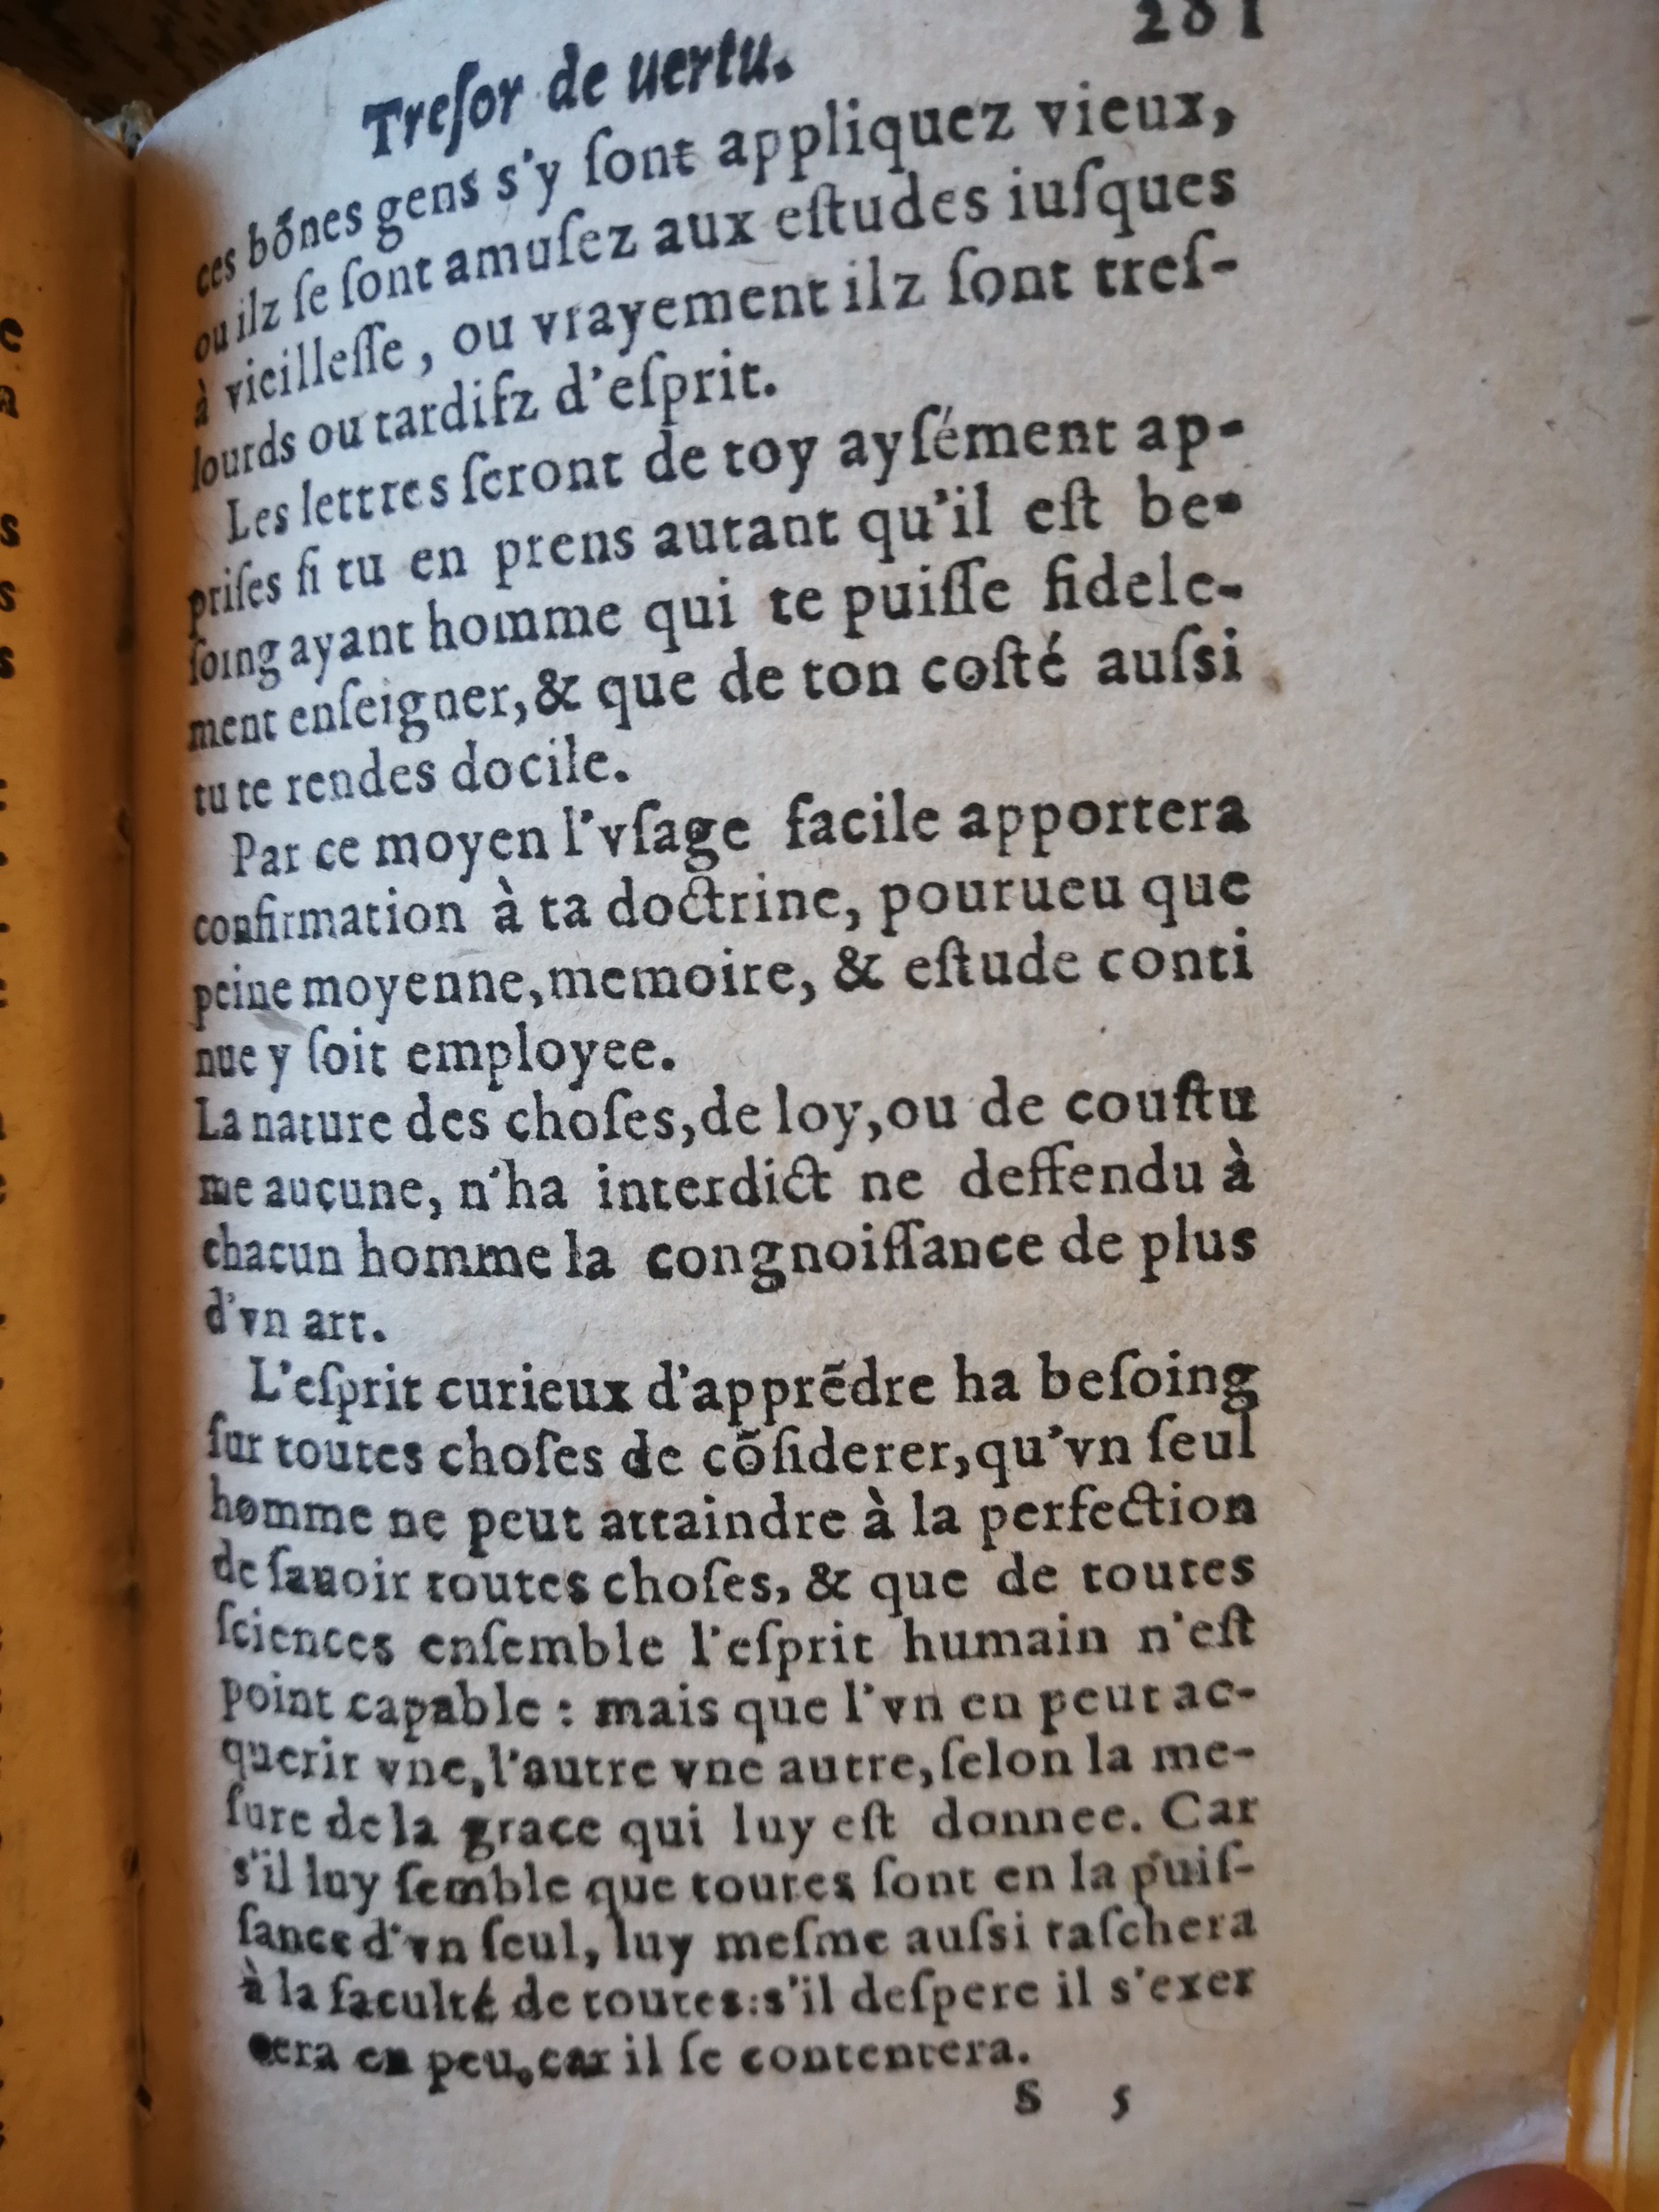 281
Treſor de uertu.
ces bõnes gens s'y ſont appliquez vieux,
ou ilz ſe ſont amuſez aux eſtudes iuſques
à vieilleſſe, ou vrayement ilz ſont treſ-
lourds ou tardifz d'eſprit.
Les lettres ſeront de toy ayſément ap-
priſes ſi tu en prens autant qu'il eſt be-
ſoing ayant homme qui te puiſſe fidele-
ment enſeigner, & que de ton coſté auſsi
tu te rendes docile.
Par ce moyen l'vſage facile apportera
confirmation à ta doctrine, pourueu que
peine moyenne, memoire, & eſtude conti
nue y ſoit employee.
La nature des choſes, de loy, ou de couſtu
me aucune, n'ha interdict ne deffendu à
chacun homme la congnoiſſance de plus
d'vn art.
L'eſprit curieux d'apprẽdre ha beſoing
ſur toutes choſes de cõſiderer, qu'vn ſeul
homme ne peut attaindre à la perfection
de ſauoir toutes choſes, & que de toutes
ſciences enſemble l'eſprit humain n'eſt
point capable : mais que l'vn en peut ac-
querir vne, l'autre vne autre, ſelon la me-
ſure de la grace qui luy eſt donnee. Car
s'il luy ſemble que toutes ſont en la puiſ-
ſance d'vn ſeul, luy meſme auſsi taſchera
à la faculté de toutes: s'il deſpere il s'exer
cera en peu, car il ſe contentera.
S 5